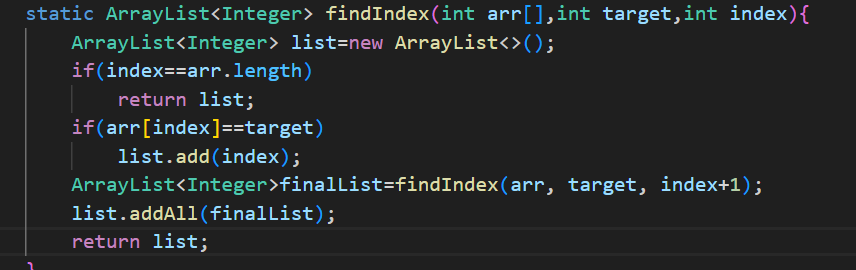 static ArrayList<Integer> findIndex(int arr[],int target,int index){
ArrayList<Integer> list=new ArrayList<>();
if(index==arr.length)
return list;
if(arr[index]==target)
list.add(index);
ArrayList<Integer>finalList=findIndex(arr, target, index+1);
list.addAll(finalList);
return list;
}